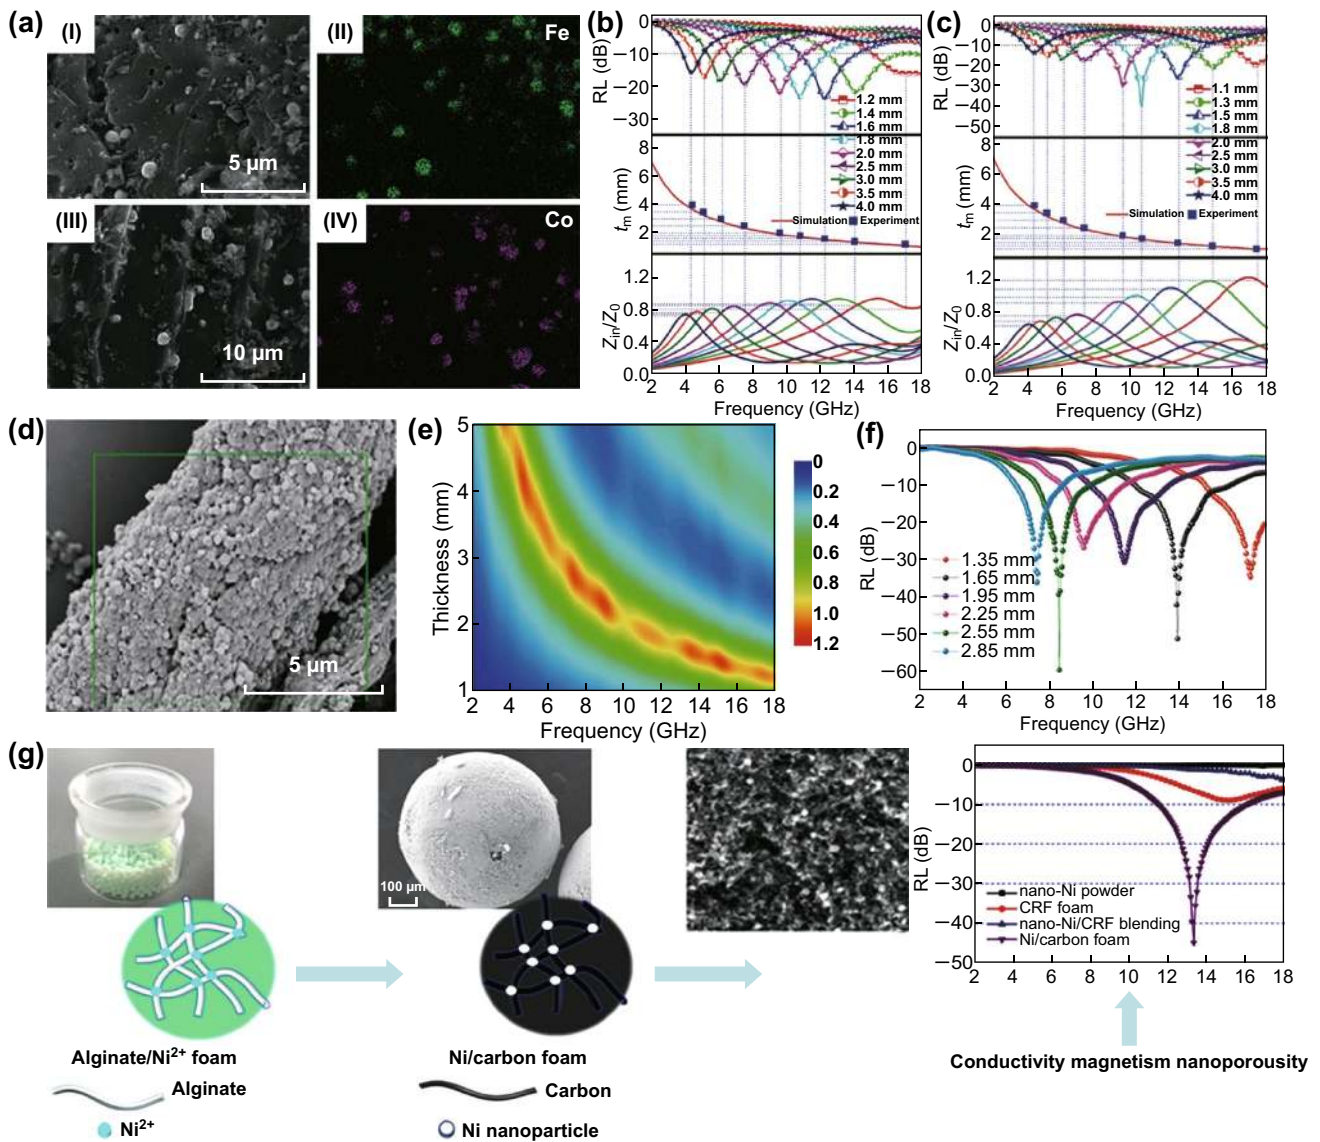 (a)
(I)
(II)
Fe
5 µm
(III)
(IV)
Co
10 µm
(b)
0
−10
−20
−30
RL (dB)
1.2 mm
1.4 mm
1.6 mm
1.8 mm
2.0 mm
2.5 mm
3.0 mm
3.5 mm
4.0 mm
8
6
4
2
tm (mm)
Simulation
Experiment
1.2
0.8
0.4
0.0
Zin/Z0
2 4 6 8 10 12 14 16 18
Frequency (GHz)
(c)
0
−10
−20
−30
−40
−50
RL (dB)
1.1 mm
1.3 mm
1.5 mm
1.8 mm
2.0 mm
2.5 mm
3.0 mm
3.5 mm
4.0 mm
8
6
4
2
tm (mm)
Simulation
Experiment
1.2
0.8
0.4
0.0
Zin/Z0
2 4 6 8 10 12 14 16 18
Frequency (GHz)
(d)
5 µm
(e)
5
4
3
2
1
Thickness (mm)
2 4 6 8 10 12 14 16 18
Frequency (GHz)
0
0.2
0.4
0.6
0.8
1.0
1.2
(f)
0
−10
−20
−30
−40
−50
−60
RL (dB)
1.35 mm
1.65 mm
1.95 mm
2.25 mm
2.55 mm
2.85 mm
2 4 6 8 10 12 14 16 18
Frequency (GHz)
(g)
100 µm
Alginate/Ni²⁺ foam
Alginate
Ni²⁺
Ni/carbon foam
Carbon
Ni nanoparticle
0
−10
−20
−30
−40
−50
RL (dB)
nano-Ni powder
CRF foam
nano-Ni/CRF blending
Ni/carbon foam
2 4 6 8 10 12 14 16 18
Conductivity magnetism nanoporousity